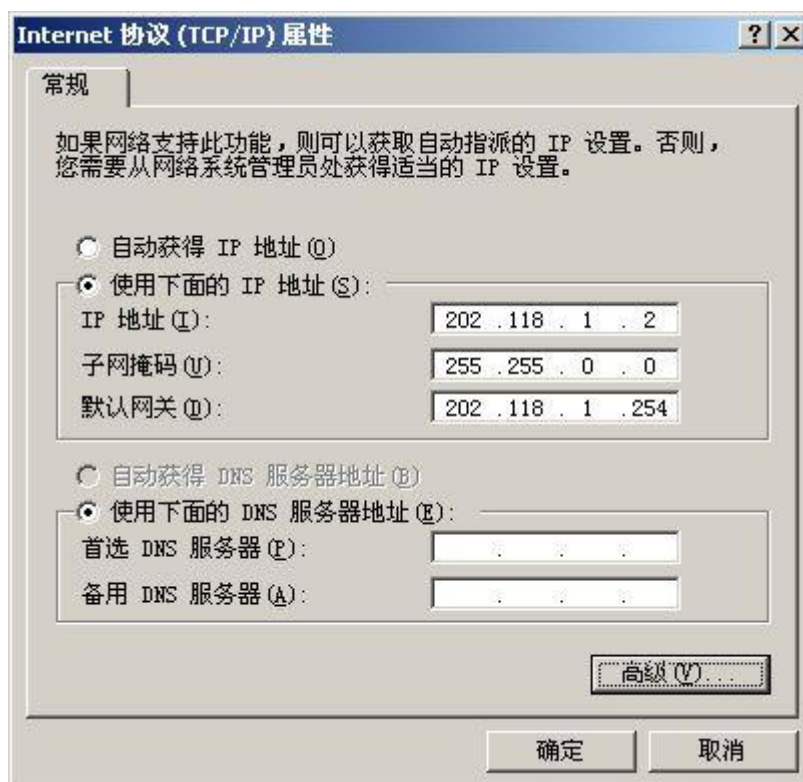 Internet 协议 (TCP/IP) 属性
常规
如果网络支持此功能，则可以获取自动指派的 IP 设置。否则，
您需要从网络系统管理员处获得适当的 IP 设置。
自动获得 IP 地址(O)
使用下面的 IP 地址(S):
IP 地址(I): 202 .118 . 1 . 2
子网掩码(U): 255 .255 . 0 . 0
默认网关(D): 202 .118 . 1 .254
自动获得 DNS 服务器地址(B)
使用下面的 DNS 服务器地址(E):
首选 DNS 服务器(P): . . .
备用 DNS 服务器(A): . . .
高级(V)...
确定 取消